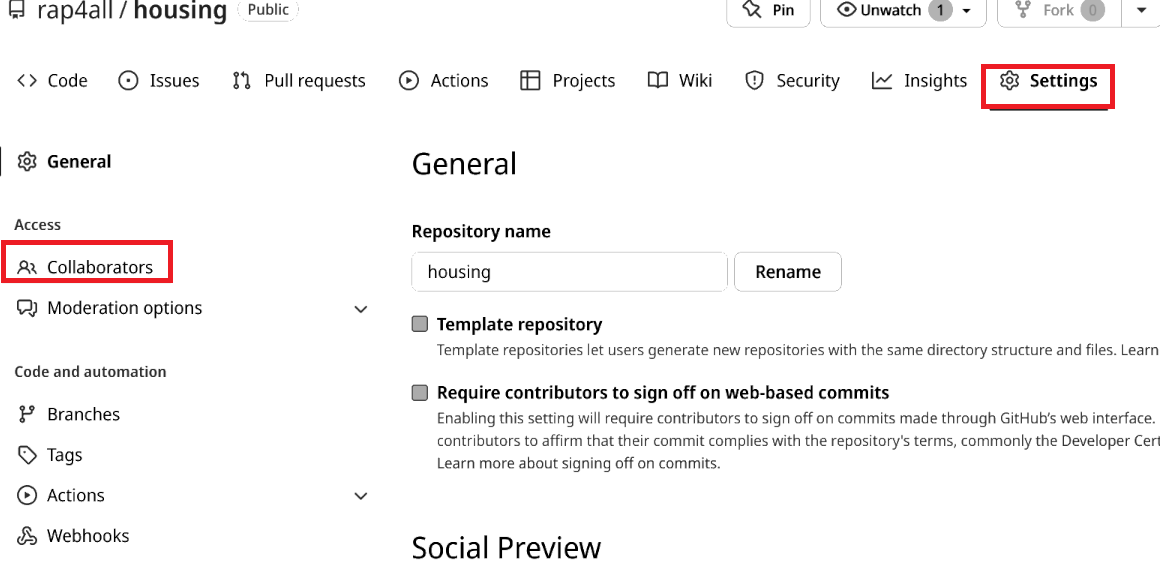 rap4all / housing Public Pin Unwatch 1 Fork 0
Code Issues Pull requests Actions Projects Wiki Security Insights Settings
General
Access
Collaborators
Moderation options
Code and automation
Branches
Tags
Actions
Webhooks
General
Repository name
housing Rename
Template repository
Template repositories let users generate new repositories with the same directory structure and files. Learn
Require contributors to sign off on web-based commits
Enabling this setting will require contributors to sign off on commits made through GitHub's web interface.
contributors to affirm that their commit complies with the repository's terms, commonly the Developer Cert
Learn more about signing off on commits.
Social Preview